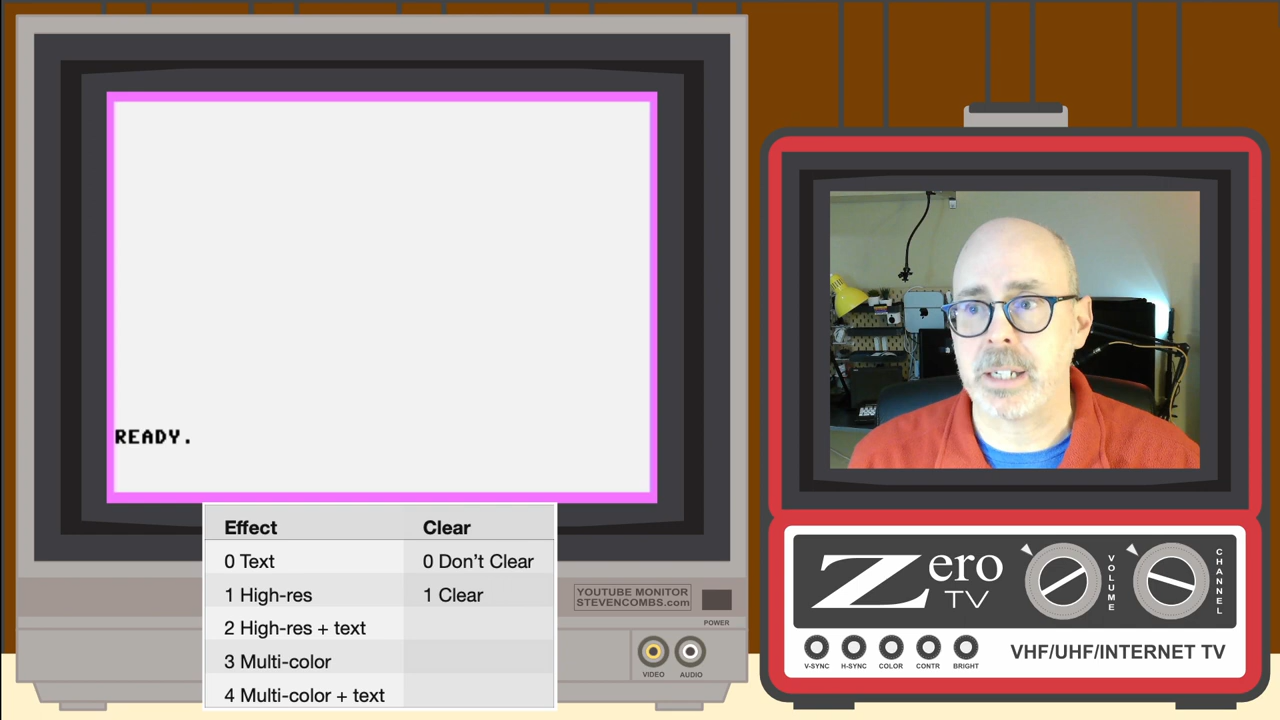 READY.
Effect Clear
0 Text 0 Don't Clear
1 High-res 1 Clear
2 High-res + text
3 Multi-color
4 Multi-color + text
YOUTUBE MONITOR
STEVENCOMBS.com
POWER
VIDEO AUDIO
Zero
TV
VOLUME
CHANNEL
V-SYNC H-SYNC COLOR CONTR BRIGHT
VHF/UHF/INTERNET TV